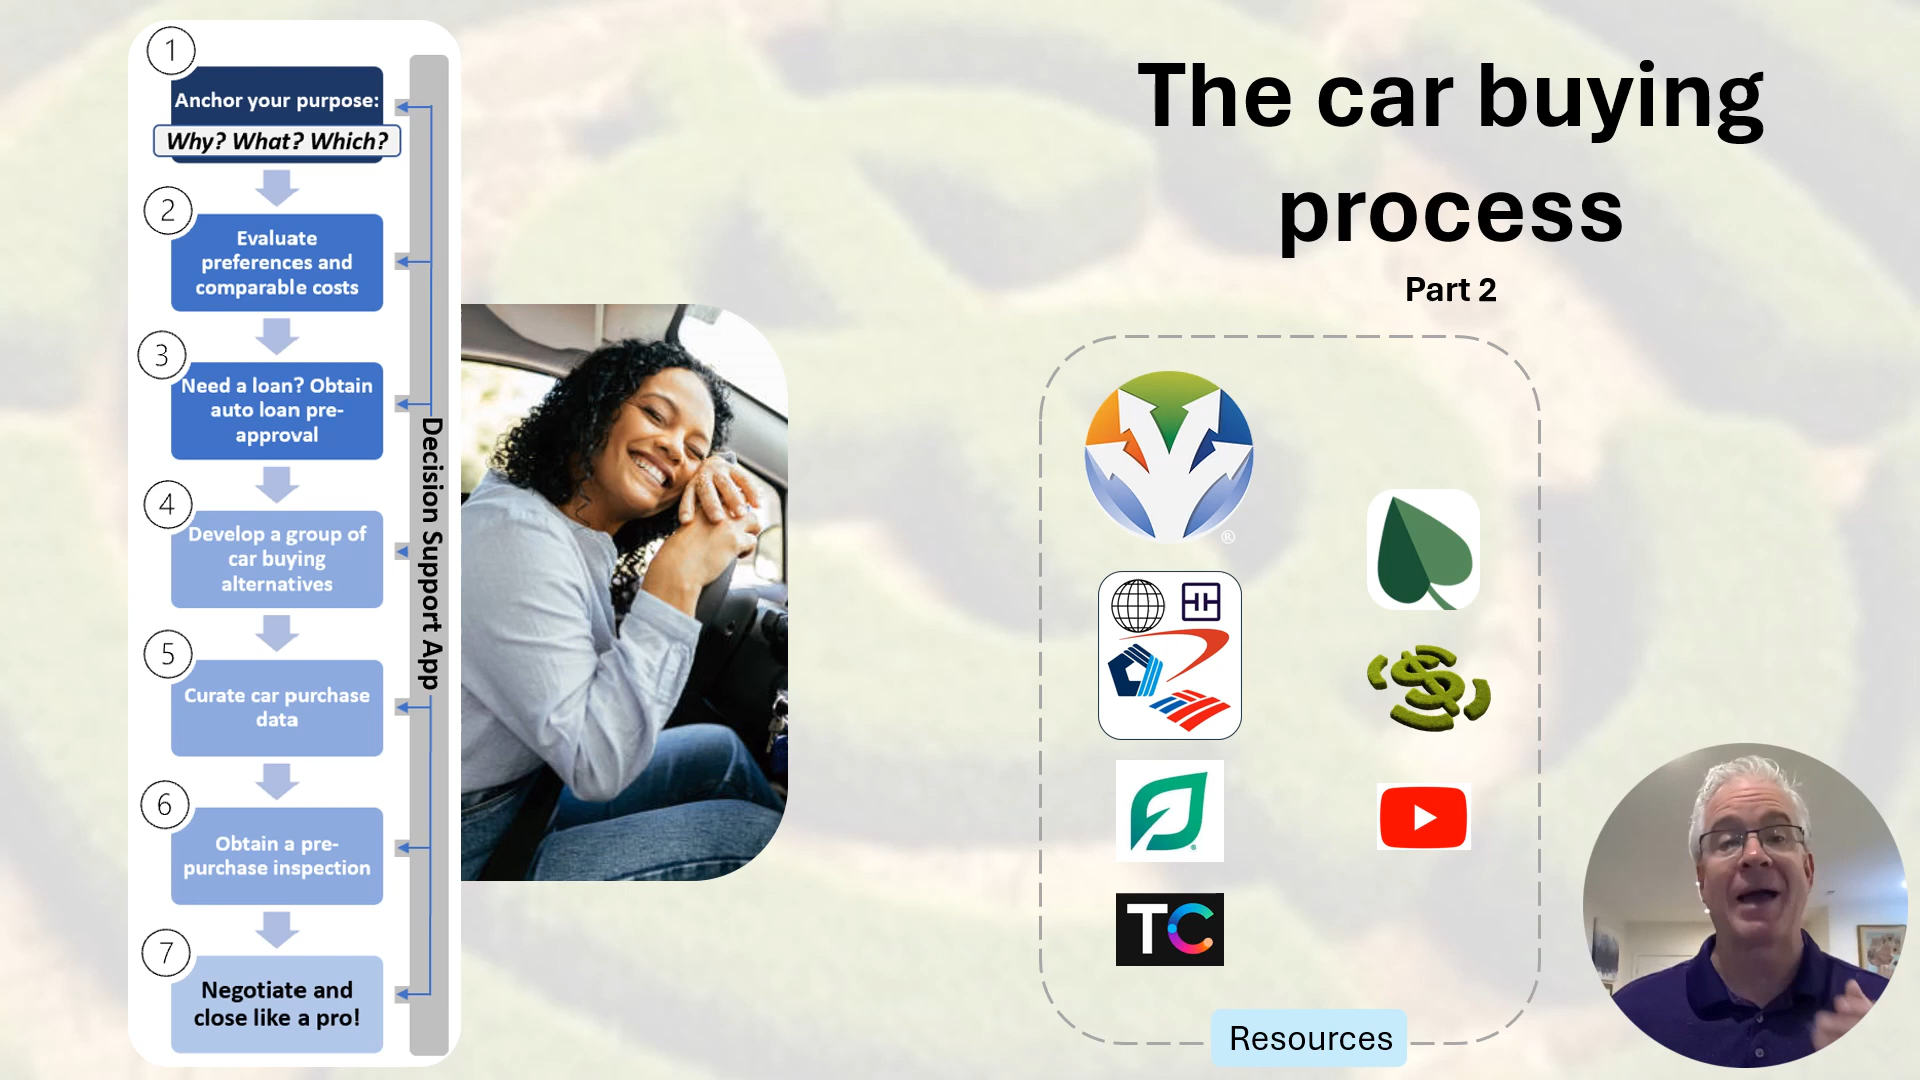 1
Anchor your purpose:
Why? What? Which?
2
Evaluate
preferences and
comparable costs
3
Need a loan? Obtain
auto loan pre-
approval
4
Develop a group of
car buying
alternatives
5
Curate car purchase
data
6
Obtain a pre-
purchase inspection
7
Negotiate and
close like a pro!
Decision Support App
The car buying
process
Part 2
®
TC
Resources